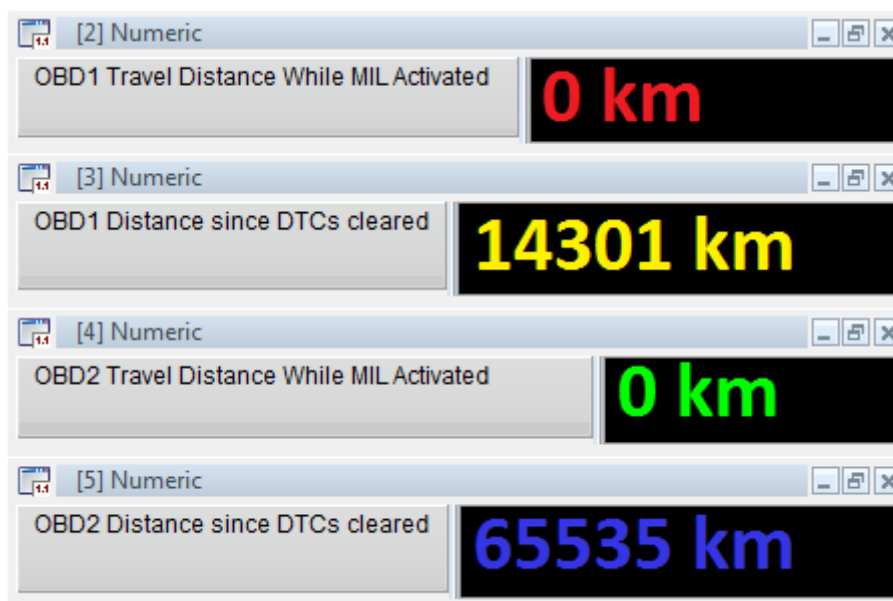 [2] Numeric
OBD1 Travel Distance While MIL Activated
0 km
[3] Numeric
OBD1 Distance since DTCs cleared
14301 km
[4] Numeric
OBD2 Travel Distance While MIL Activated
0 km
[5] Numeric
OBD2 Distance since DTCs cleared
65535 km